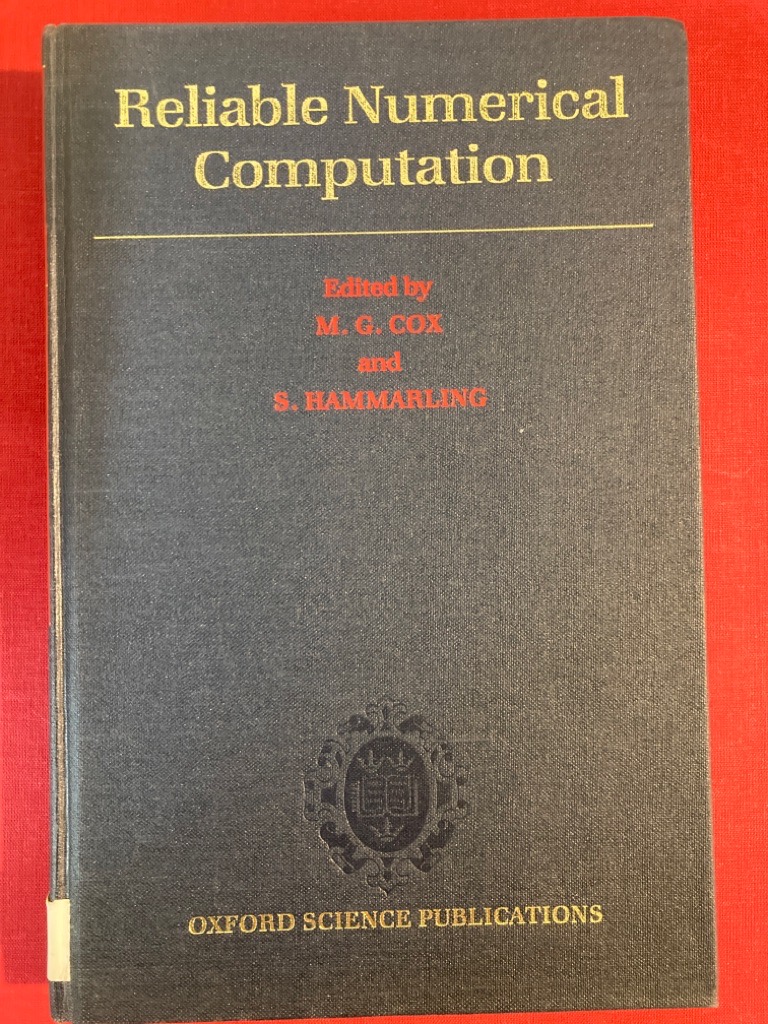 Reliable Numerical
Computation
Edited by
M. G. COX
and
S. HAMMARLING
OXFORD SCIENCE PUBLICATIONS